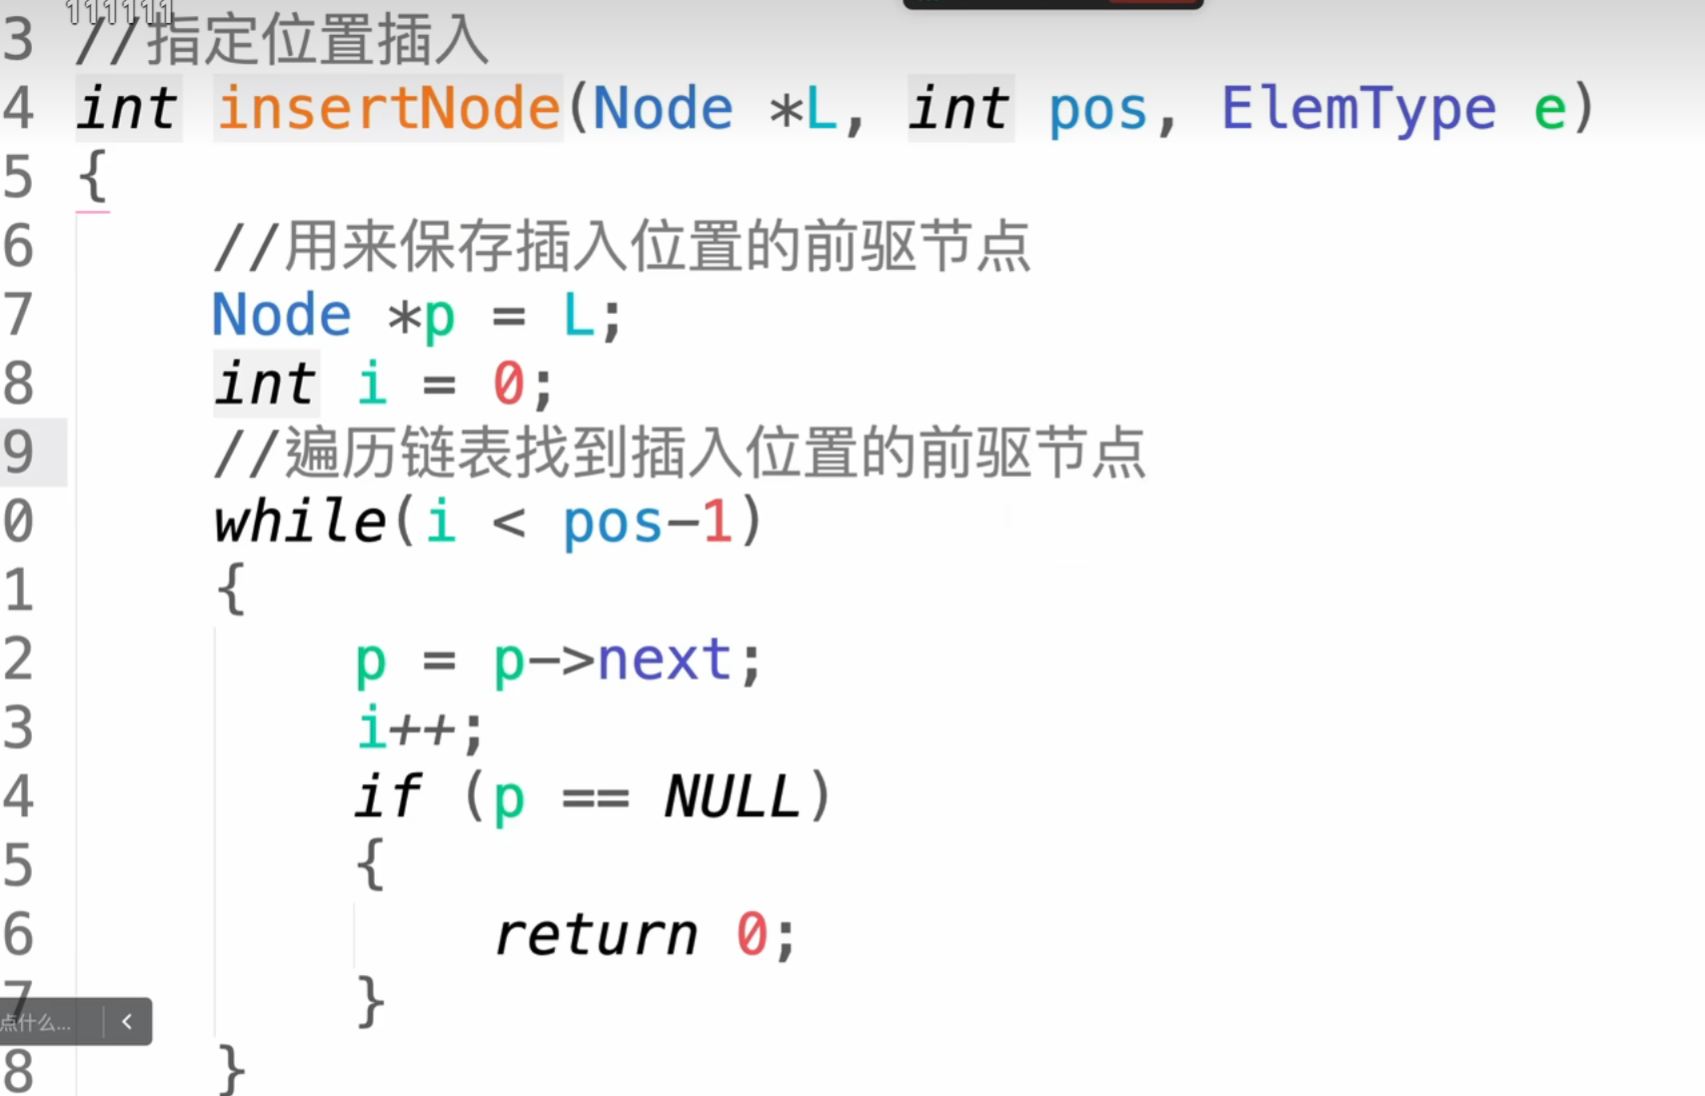 111111
3 //指定位置插入
4 int insertNode(Node *L, int pos, ElemType e)
5 {
6 //用来保存插入位置的前驱节点
7 Node *p = L;
8 int i = 0;
9 //遍历链表找到插入位置的前驱节点
0 while(i < pos-1)
1 {
2 p = p->next;
3 i++;
4 if (p == NULL)
5 {
6 return 0;
7 }
点什么... <
8 }